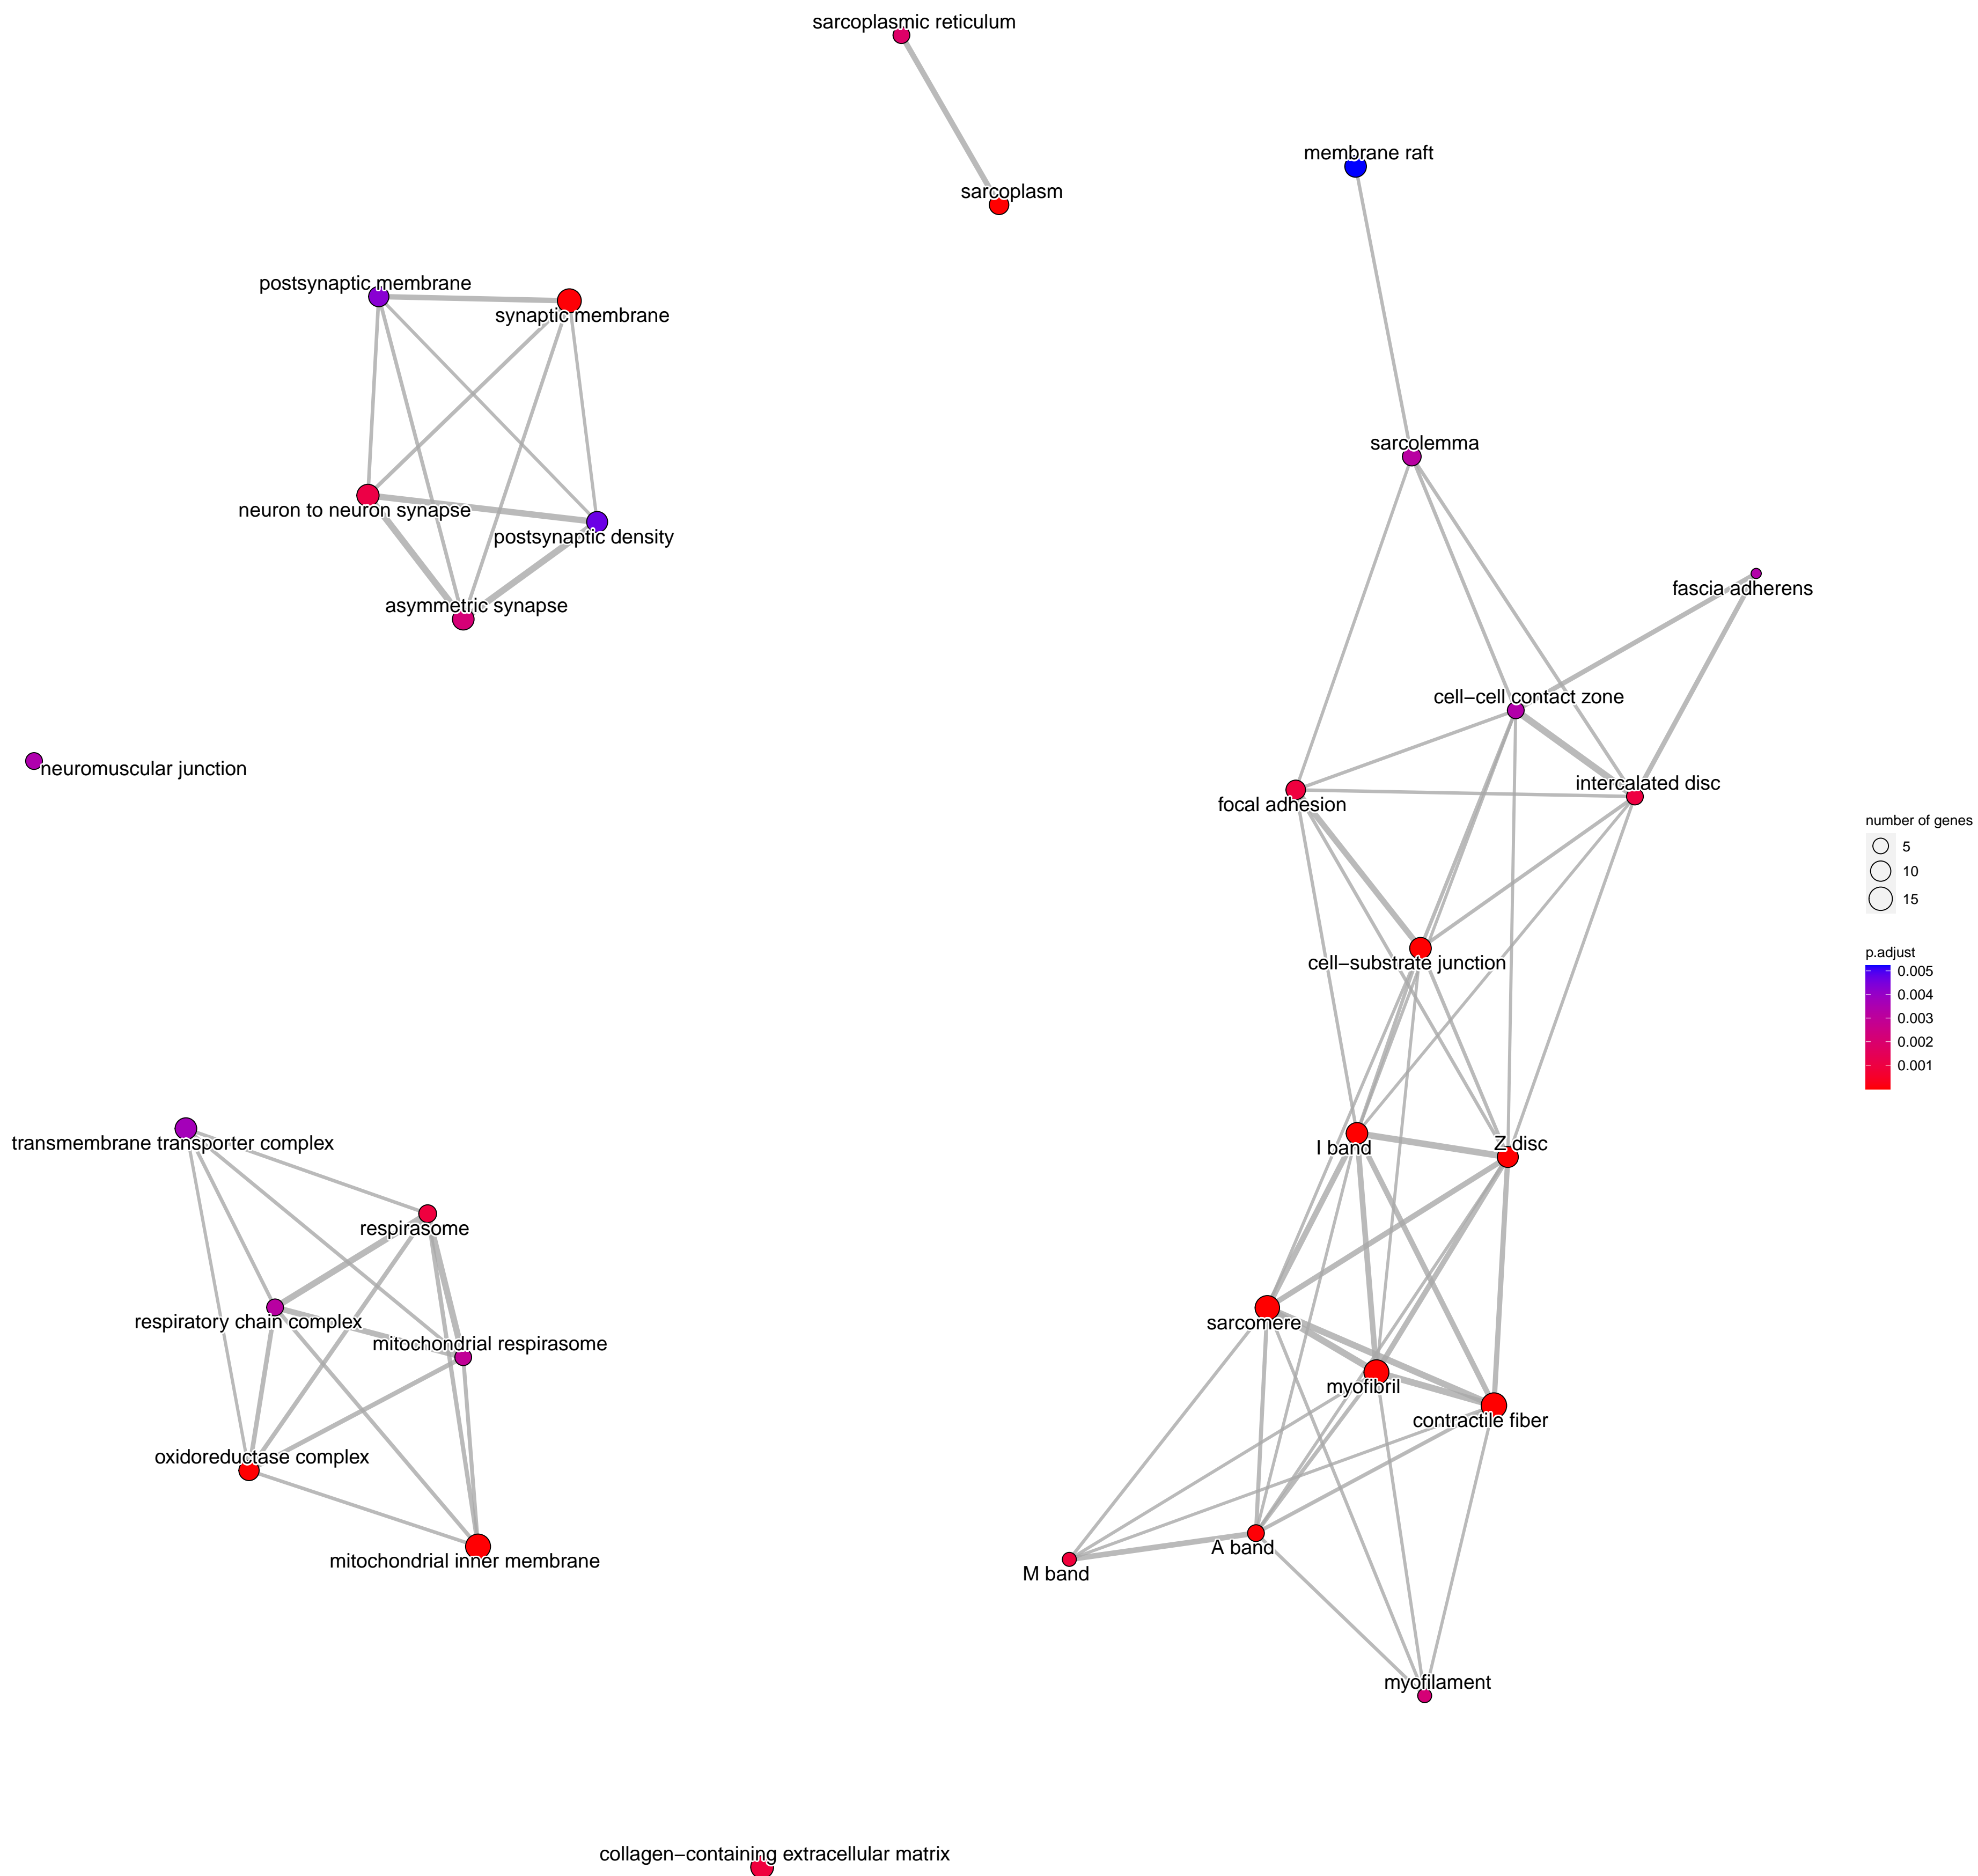 sarcoplasmic reticulum
membrane raft
sarcoplasm
postsynaptic membrane
synaptic membrane
sarcolemma
neuron to neuron synapse
postsynaptic density
fascia adherens
asymmetric synapse
cell−cell contact zone
neuromuscular junction
intercalated disc
focal adhesion
number of genes
5
10
15
cell−substrate junction
p.adjust
0.005
0.004
0.003
0.002
0.001
transmembrane transporter complex
I band
Z disc
respirasome
respiratory chain complex
sarcomere
mitochondrial respirasome
myofibril
contractile fiber
oxidoreductase complex
A band
mitochondrial inner membrane
M band
myofilament
collagen−containing extracellular matrix